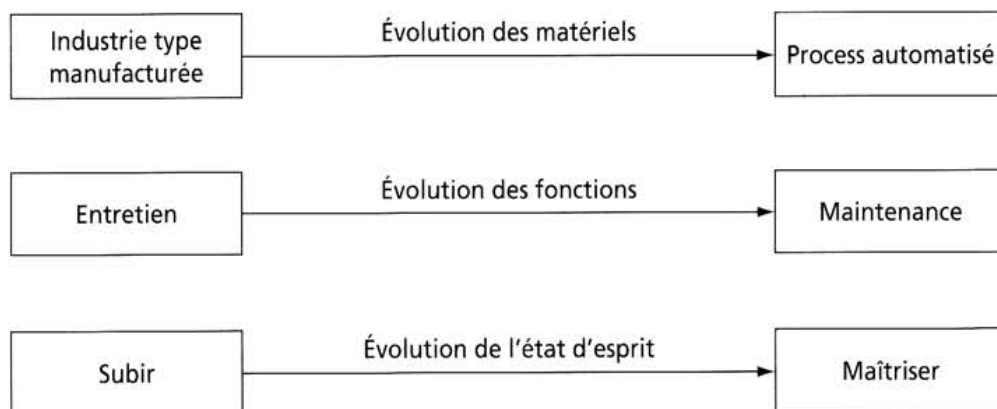 Industrie type
manufacturée
Évolution des matériels
Process automatisé
Entretien
Évolution des fonctions
Maintenance
Subir
Évolution de l'état d'esprit
Maîtriser